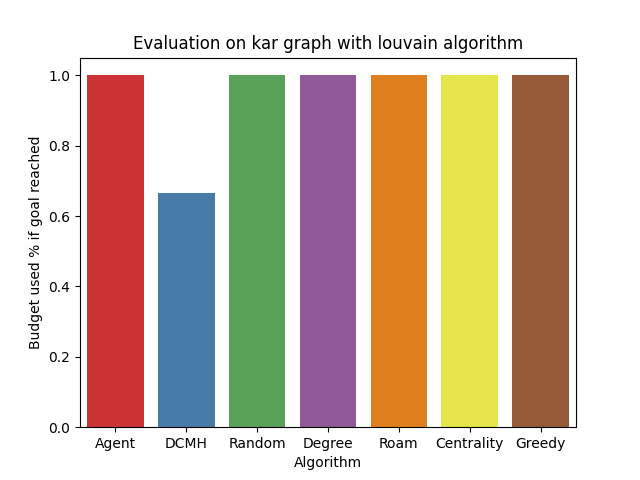 Evaluation on kar graph with louvain algorithm
Budget used % if goal reached
1.0
0.8
0.6
0.4
0.2
0.0
Agent DCMH Random Degree Roam Centrality Greedy
Algorithm